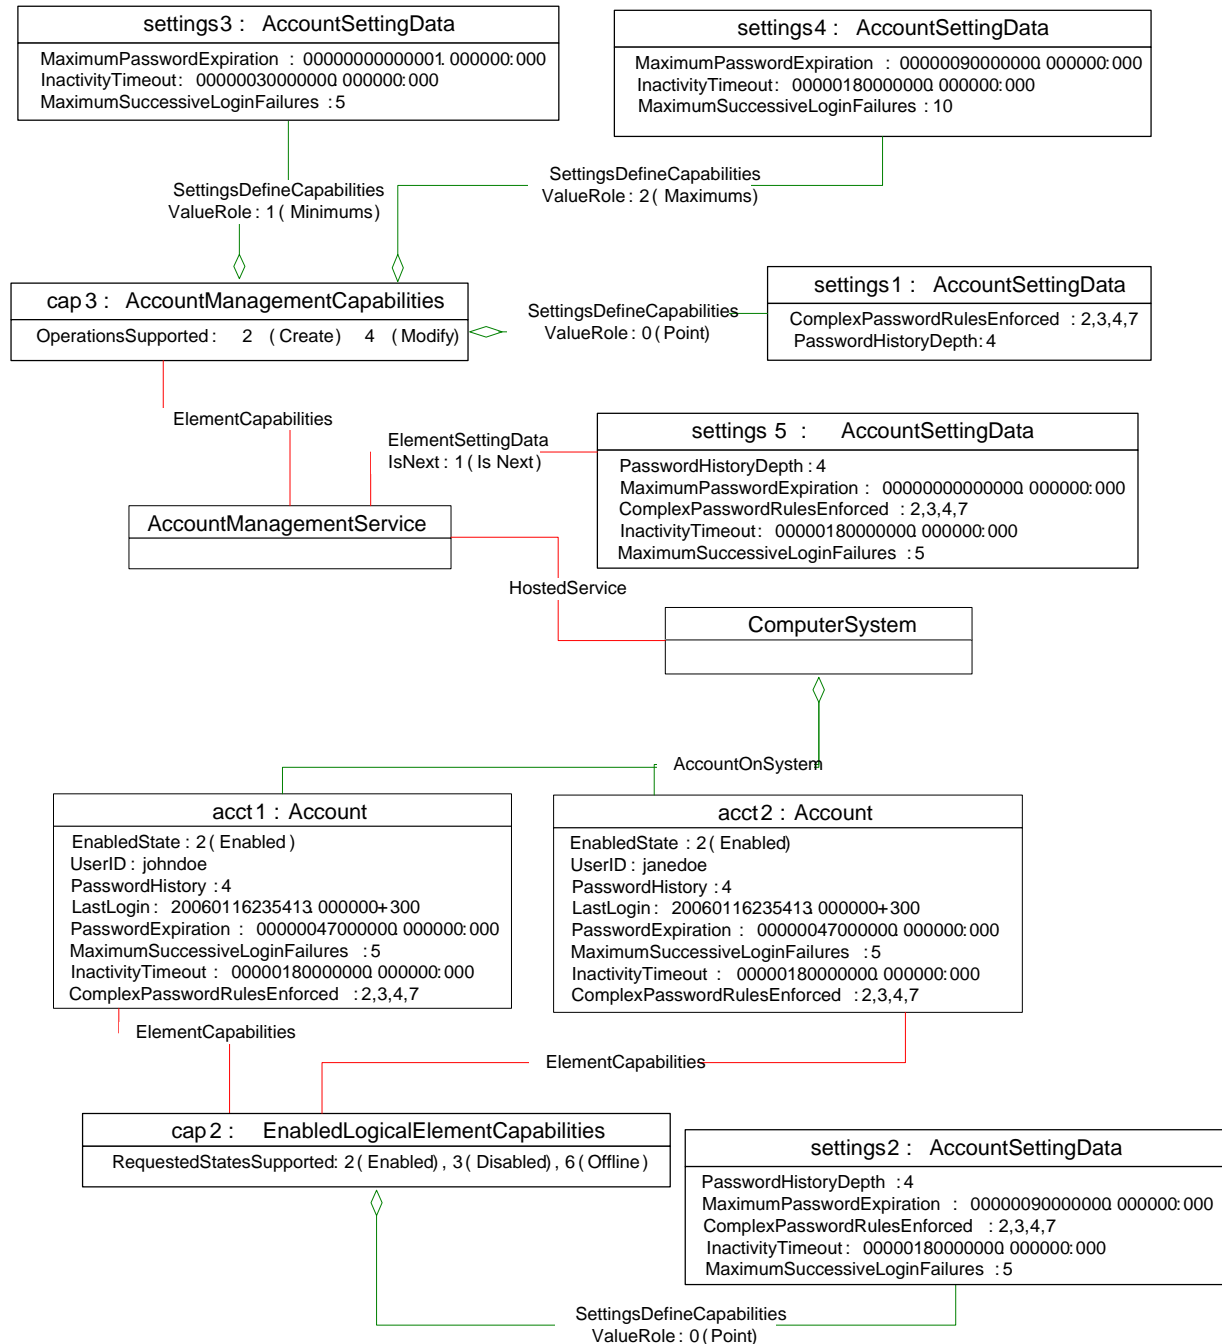 settings3 : AccountSettingData
MaximumPasswordExpiration : 00000000000001.000000:000
InactivityTimeout: 00000030000000.000000:000
MaximumSuccessiveLoginFailures : 5
settings4 : AccountSettingData
MaximumPasswordExpiration : 00000090000000.000000:000
InactivityTimeout: 00000180000000.000000:000
MaximumSuccessiveLoginFailures : 10
SettingsDefineCapabilities
ValueRole: 1( Minimums)
SettingsDefineCapabilities
ValueRole: 2( Maximums)
cap3 : AccountManagementCapabilities
OperationsSupported: 2 (Create) 4 (Modify)
SettingsDefineCapabilities
ValueRole: 0(Point)
settings1 : AccountSettingData
ComplexPasswordRulesEnforced : 2,3,4,7
PasswordHistoryDepth: 4
ElementCapabilities
ElementSettingData
IsNext: 1( Is Next)
settings 5 : AccountSettingData
PasswordHistoryDepth: 4
MaximumPasswordExpiration : 00000000000000.000000:000
ComplexPasswordRulesEnforced : 2,3,4,7
InactivityTimeout: 00000180000000.000000:000
MaximumSuccessiveLoginFailures : 5
AccountManagementService
HostedService
ComputerSystem
AccountOnSystem
acct1 : Account
EnabledState : 2( Enabled )
UserID : johndoe
PasswordHistory : 4
LastLogin: 20060116235413.000000+300
PasswordExpiration : 00000047000000.000000:000
MaximumSuccessiveLoginFailures : 5
InactivityTimeout : 00000180000000.000000:000
ComplexPasswordRulesEnforced : 2,3,4,7
acct2 : Account
EnabledState : 2( Enabled)
UserID : janedoe
PasswordHistory : 4
LastLogin: 20060116235413.000000+300
PasswordExpiration : 00000047000000.000000:000
MaximumSuccessiveLoginFailures : 5
InactivityTimeout : 00000180000000.000000:000
ComplexPasswordRulesEnforced : 2,3,4,7
ElementCapabilities
ElementCapabilities
cap2 : EnabledLogicalElementCapabilities
RequestedStatesSupported: 2( Enabled) , 3(Disabled) , 6(Offline)
settings2 : AccountSettingData
PasswordHistoryDepth : 4
MaximumPasswordExpiration : 00000090000000.000000:000
ComplexPasswordRulesEnforced : 2,3,4,7
InactivityTimeout: 00000180000000.000000:000
MaximumSuccessiveLoginFailures : 5
SettingsDefineCapabilities
ValueRole: 0(Point)